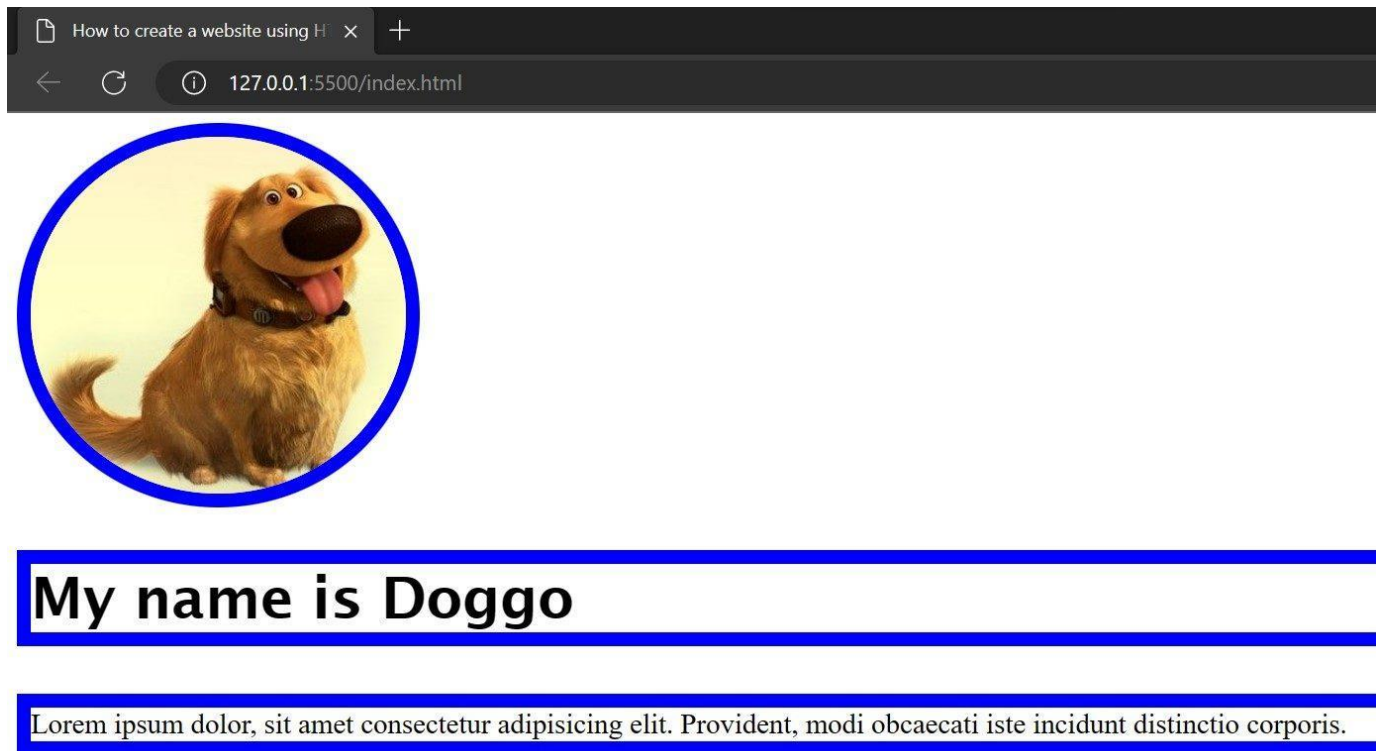 How to create a website using H
127.0.0.1:5500/index.html
My name is Doggo
Lorem ipsum dolor, sit amet consectetur adipisicing elit. Provident, modi obcaecati iste incidunt distinctio corporis.